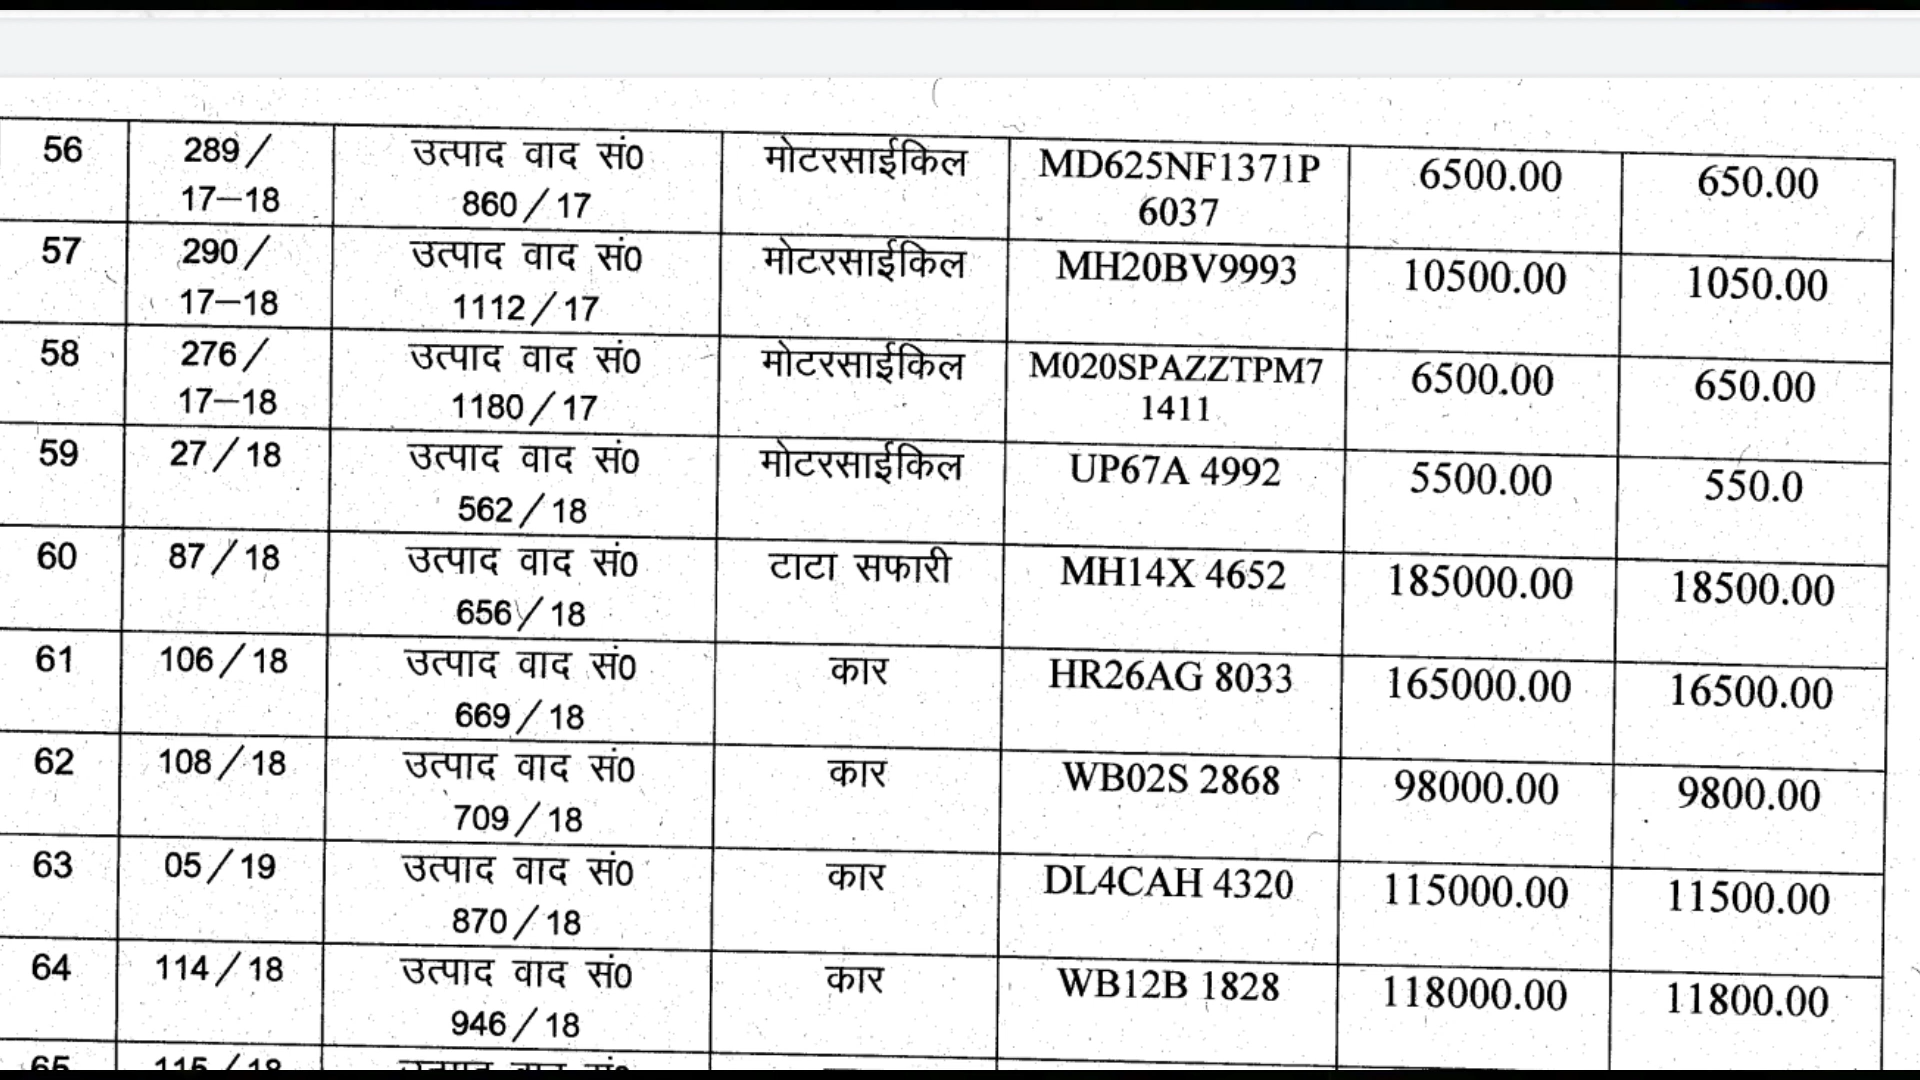 56 289/ उत्पाद वाद सं0 मोटरसाईकिल MD625NF1371P 6500.00 650.00
17–18 860/17 6037
57 290/ उत्पाद वाद सं0 मोटरसाईकिल MH20BV9993 10500.00 1050.00
17–18 1112/17
58 276/ उत्पाद वाद सं0 मोटरसाईकिल M020SPAZZTPM7 6500.00 650.00
17–18 1180/17 1411
59 27/18 उत्पाद वाद सं0 मोटरसाईकिल UP67A 4992 5500.00 550.0
562/18
60 87/18 उत्पाद वाद सं0 टाटा सफारी MH14X 4652 185000.00 18500.00
656/18
61 106/18 उत्पाद वाद सं0 कार HR26AG 8033 165000.00 16500.00
669/18
62 108/18 उत्पाद वाद सं0 कार WB02S 2868 98000.00 9800.00
709/18
63 05/19 उत्पाद वाद सं0 कार DL4CAH 4320 115000.00 11500.00
870/18
64 114/18 उत्पाद वाद सं0 कार WB12B 1828 118000.00 11800.00
946/18
65 115/18 उत्पाद वाद सं0